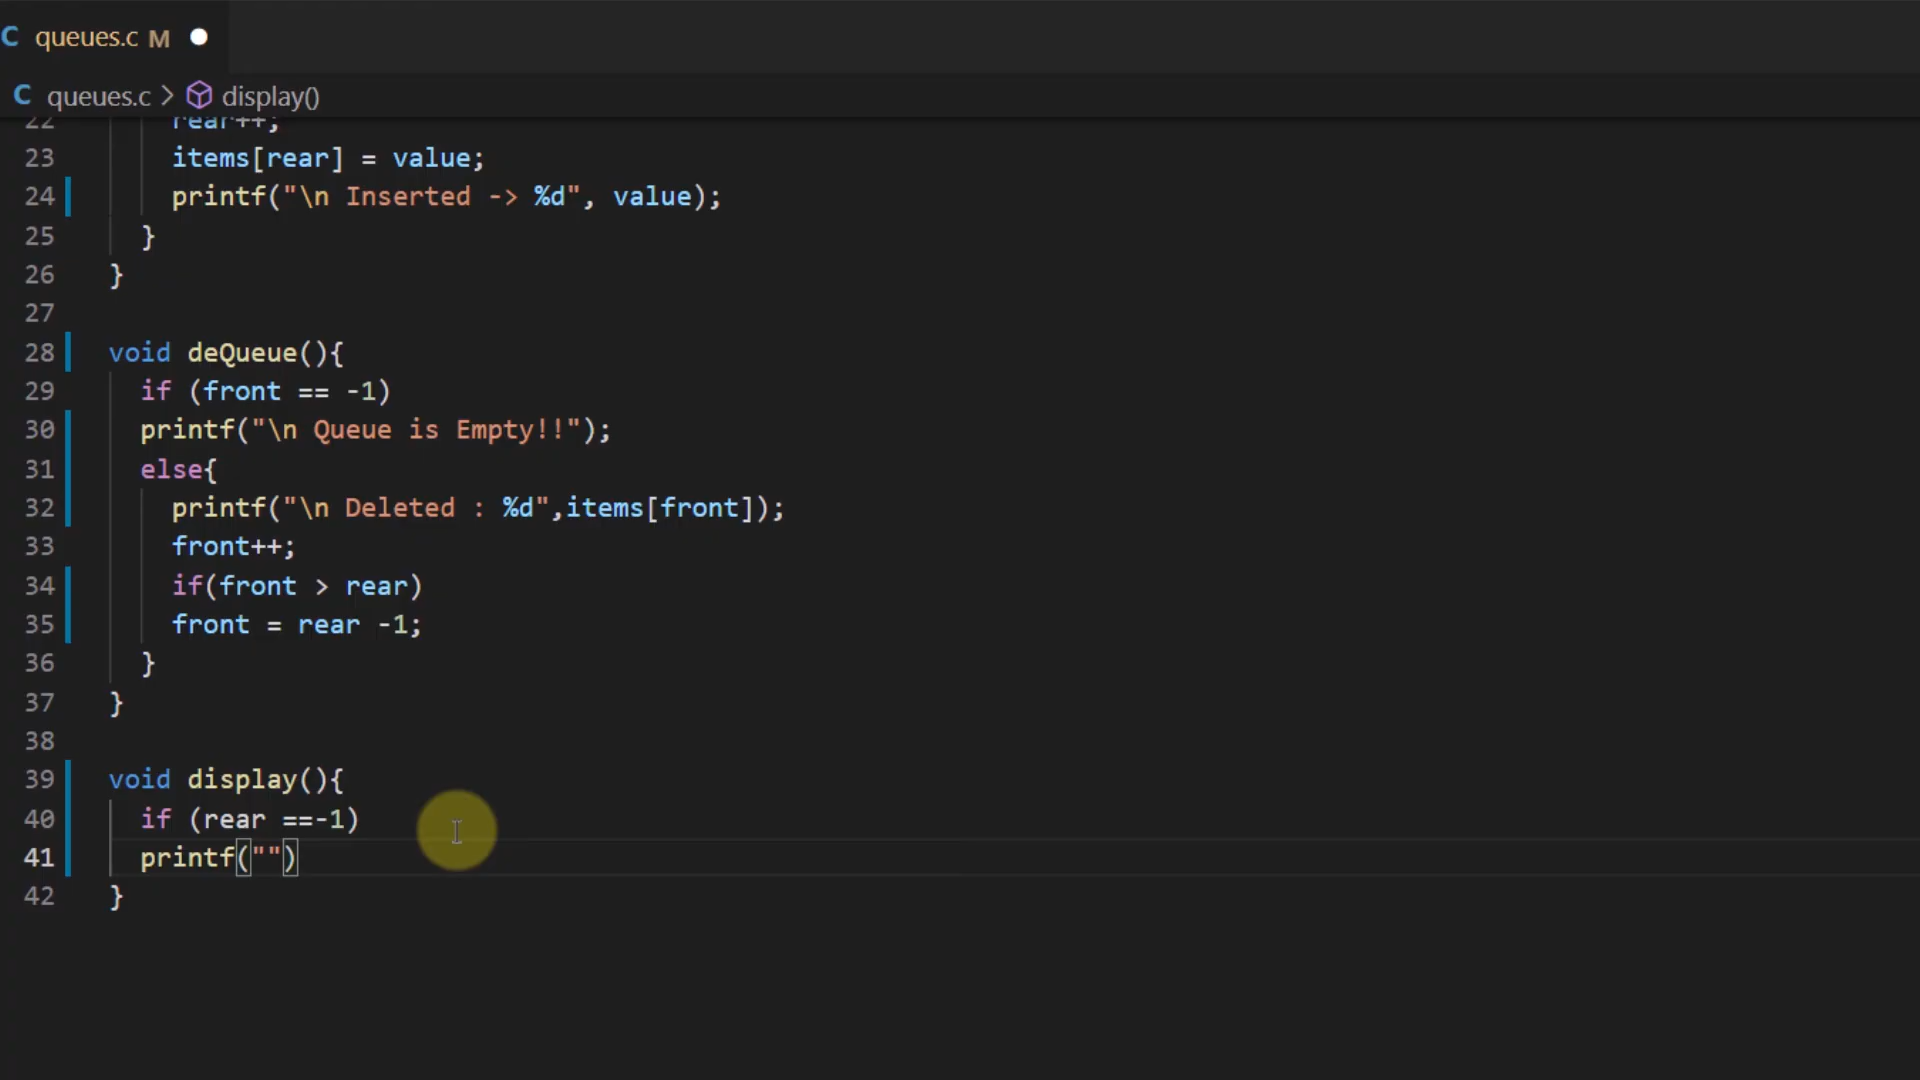 C queues.c M
C queues.c > display()
22 rear++;
23 items[rear] = value;
24 printf("\n Inserted -> %d", value);
25 }
26 }
27
28 void deQueue(){
29 if (front == -1)
30 printf("\n Queue is Empty!!");
31 else{
32 printf("\n Deleted : %d",items[front]);
33 front++;
34 if(front > rear)
35 front = rear -1;
36 }
37 }
38
39 void display(){
40 if (rear ==-1)
41 printf("")
42 }